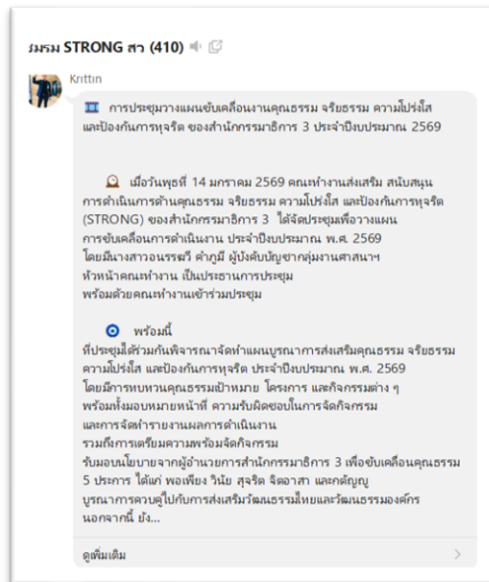 ชมรม STRONG สว (410)
Krittin
การประชุมวางแผนขับเคลื่อนงานคุณธรรม จริยธรรม ความโปร่งใส
และป้องกันการทุจริต ของสำนักกรรมาธิการ 3 ประจำปีงบประมาณ 2569
เมื่อวันพุธที่ 14 มกราคม 2569 คณะทำงานส่งเสริม สนับสนุน
การดำเนินการด้านคุณธรรม จริยธรรม ความโปร่งใส และป้องกันการทุจริต
(STRONG) ของสำนักกรรมาธิการ 3 ได้จัดประชุมเพื่อวางแผน
การขับเคลื่อนการดำเนินงาน ประจำปีงบประมาณ พ.ศ. 2569
โดยมีนางสาวอนรรฆวี คำภูมี ผู้บังคับบัญชากลุ่มงานศาสนาฯ
หัวหน้าคณะทำงาน เป็นประธานการประชุม
พร้อมด้วยคณะทำงานเข้าร่วมประชุม
พร้อมนี้
ที่ประชุมได้ร่วมกันพิจารณาจัดทำแผนบูรณาการส่งเสริมคุณธรรม จริยธรรม
ความโปร่งใส และป้องกันการทุจริต ประจำปีงบประมาณ พ.ศ. 2569
โดยมีการทบทวนคุณธรรมเป้าหมาย โครงการ และกิจกรรมต่าง ๆ
พร้อมทั้งมอบหมายหน้าที่ ความรับผิดชอบในการจัดกิจกรรม
และการจัดทำรายงานผลการดำเนินงาน
รวมถึงการเตรียมความพร้อมจัดกิจกรรม
รับมอบนโยบายจากผู้อำนวยการสำนักกรรมาธิการ 3 เพื่อขับเคลื่อนคุณธรรม
5 ประการ ได้แก่ พอเพียง วินัย สุจริต จิตอาสา และกตัญญู
บูรณาการควบคู่ไปกับการส่งเสริมวัฒนธรรมไทยและวัฒนธรรมองค์กร
นอกจากนี้ ยัง...
ดูเพิ่มเติม